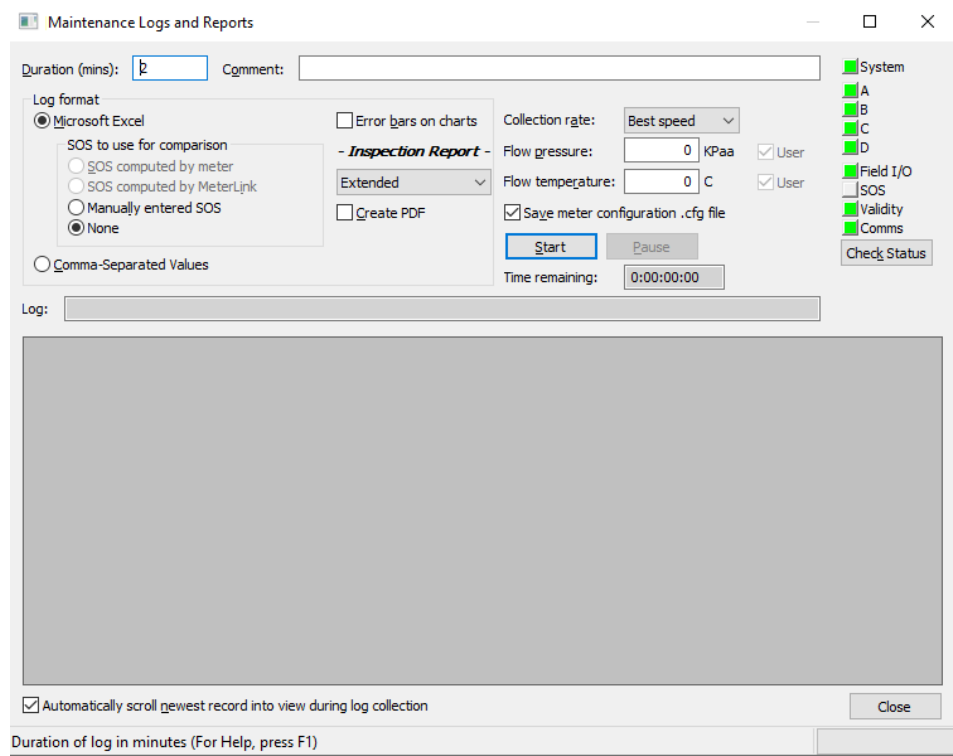 Maintenance Logs and Reports
Duration (mins): 2 Comment:
Log format
Microsoft Excel
SOS to use for comparison
SOS computed by meter
SOS computed by MeterLink
Manually entered SOS
None
Comma-Separated Values
Error bars on charts
- Inspection Report -
Extended
Create PDF
Collection rate: Best speed
Flow pressure: 0 KPaa User
Flow temperature: 0 C User
Save meter configuration .cfg file
Start Pause
Time remaining: 0:00:00:00
System
A
B
C
D
Field I/O
SOS
Validity
Comms
Check Status
Log:
Automatically scroll newest record into view during log collection
Close
Duration of log in minutes (For Help, press F1)